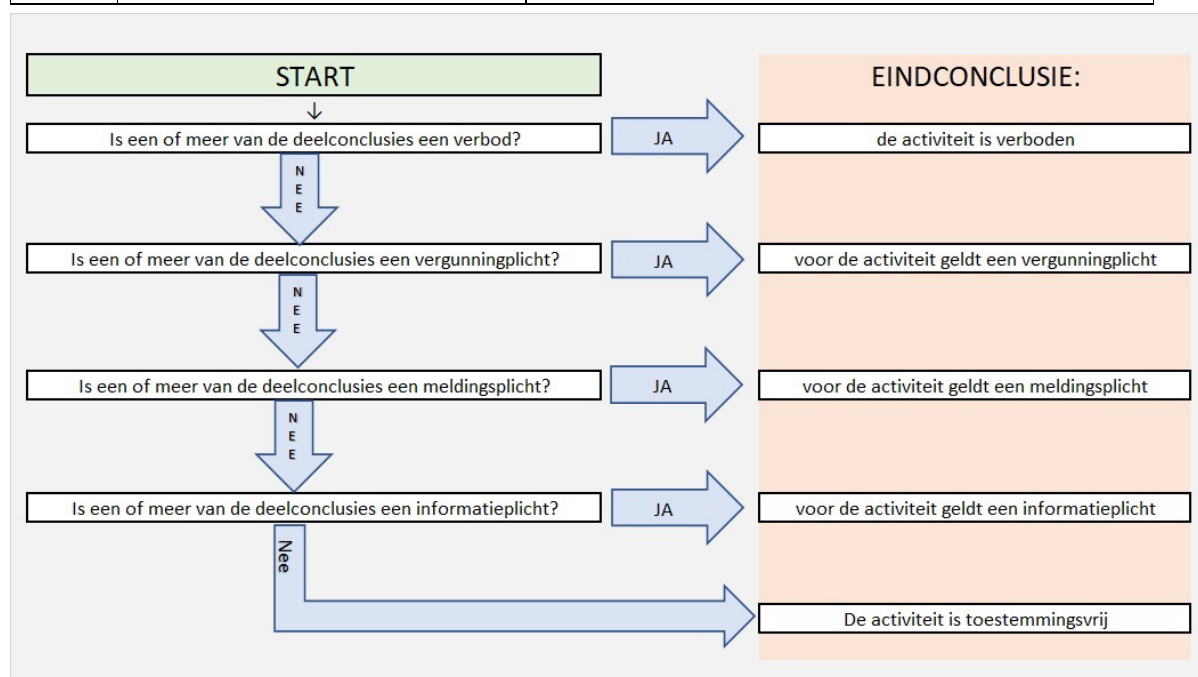 START
EINDCONCLUSIE:
↓
Is een of meer van de deelconclusies een verbod?
JA
de activiteit is verboden
N
E
E
Is een of meer van de deelconclusies een vergunningplicht?
JA
voor de activiteit geldt een vergunningplicht
N
E
E
Is een of meer van de deelconclusies een meldingsplicht?
JA
voor de activiteit geldt een meldingsplicht
N
E
E
Is een of meer van de deelconclusies een informatieplicht?
JA
voor de activiteit geldt een informatieplicht
Nee
De activiteit is toestemmingsvrij